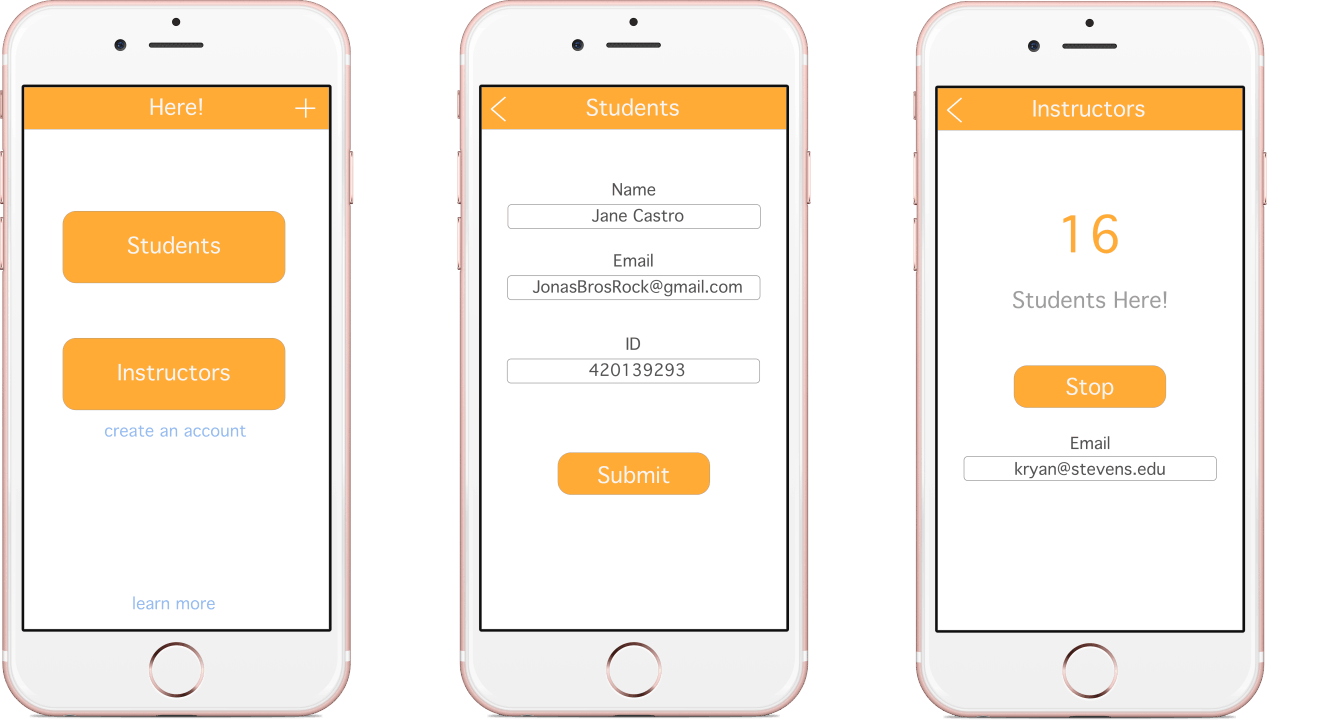 Here!
Students
Instructors
create an account
learn more
Students
Name
Jane Castro
Email
JonasBrosRock@gmail.com
ID
420139293
Submit
Instructors
16
Students Here!
Stop
Email
kryan@stevens.edu